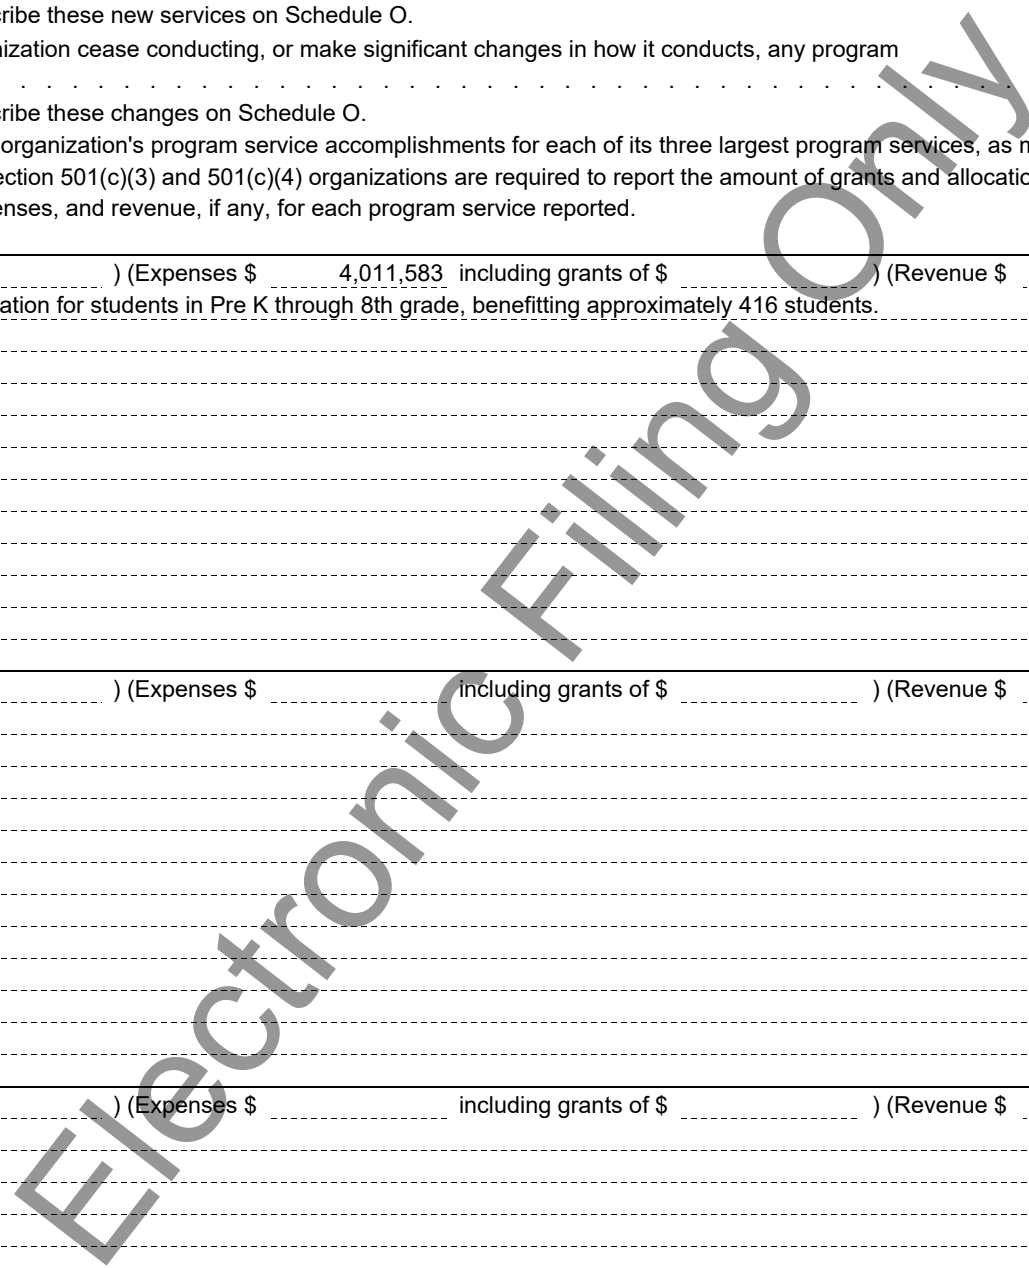 ribe these new services on Schedule O.
nization cease conducting, or make significant changes in how it conducts, any program
. . . . . . . . . . . . . . . . . . . . . . . . . . . . . . . . . . . . . . .
ribe these changes on Schedule O.
organization's program service accomplishments for each of its three largest program services, as m
ection 501(c)(3) and 501(c)(4) organizations are required to report the amount of grants and allocatio
enses, and revenue, if any, for each program service reported.
) (Expenses $ 4,011,583 including grants of $ ) (Revenue $
ation for students in Pre K through 8th grade, benefitting approximately 416 students.
) (Expenses $ including grants of $ ) (Revenue $
) (Expenses $ including grants of $ ) (Revenue $
Electronic Filing Only